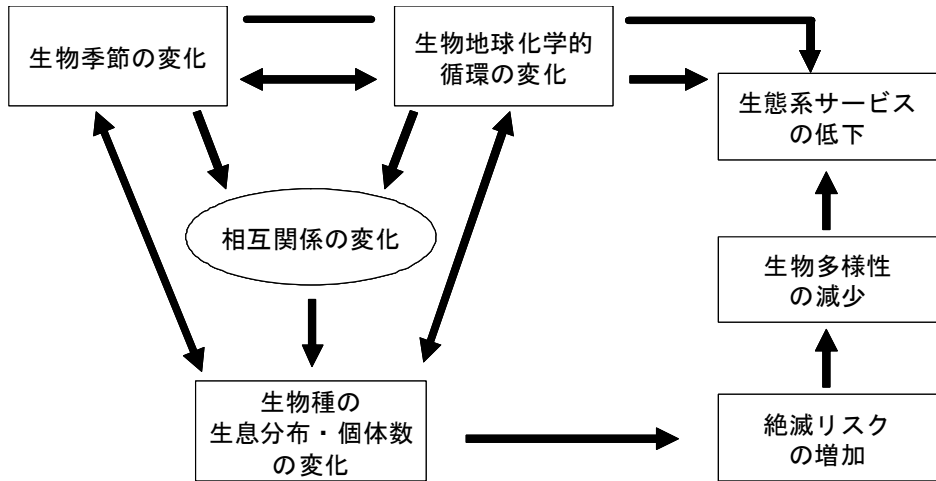 生物季節の変化
生物地球化学的
循環の変化
生態系サービス
の低下
相互関係の変化
生物多様性
の減少
生物種の
生息分布・個体数
の変化
絶滅リスク
の増加